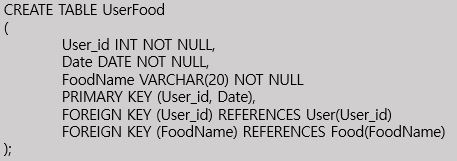 CREATE TABLE UserFood
(
User_id INT NOT NULL,
Date DATE NOT NULL,
FoodName VARCHAR(20) NOT NULL
PRIMARY KEY (User_id, Date),
FOREIGN KEY (User_id) REFERENCES User(User_id)
FOREIGN KEY (FoodName) REFERENCES Food(FoodName)
);